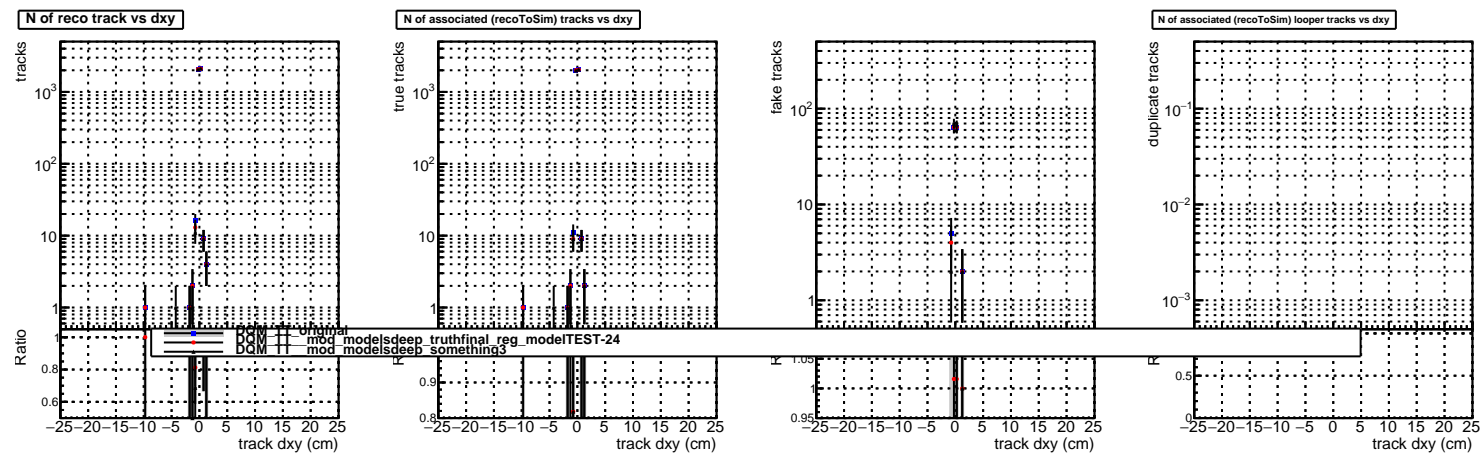 N of reco track vs dxy
tracks
10³
10²
10
1
Ratio
1
0.8
0.6
−25 −20 −15 −10 −5 0 5 10 15 20 25
track dxy (cm)
N of associated (recoToSim) tracks vs dxy
true tracks
10³
10²
10
1
0.9
0.8
−25 −20 −15 −10 −5 0 5 10 15 20 25
track dxy (cm)
fake tracks
10²
10
1
1.05
1
0.95
−25 −20 −15 −10 −5 0 5 10 15 20 25
track dxy (cm)
N of associated (recoToSim) looper tracks vs dxy
duplicate tracks
10⁻¹
10⁻²
10⁻³
0.5
0
−25 −20 −15 −10 −5 0 5 10 15 20 25
track dxy (cm)
DQM_TT_original
DQM_TT__mod_modelsdeep_truthfinal_reg_modelTEST-24
DQM_TT__mod_modelsdeep_something3